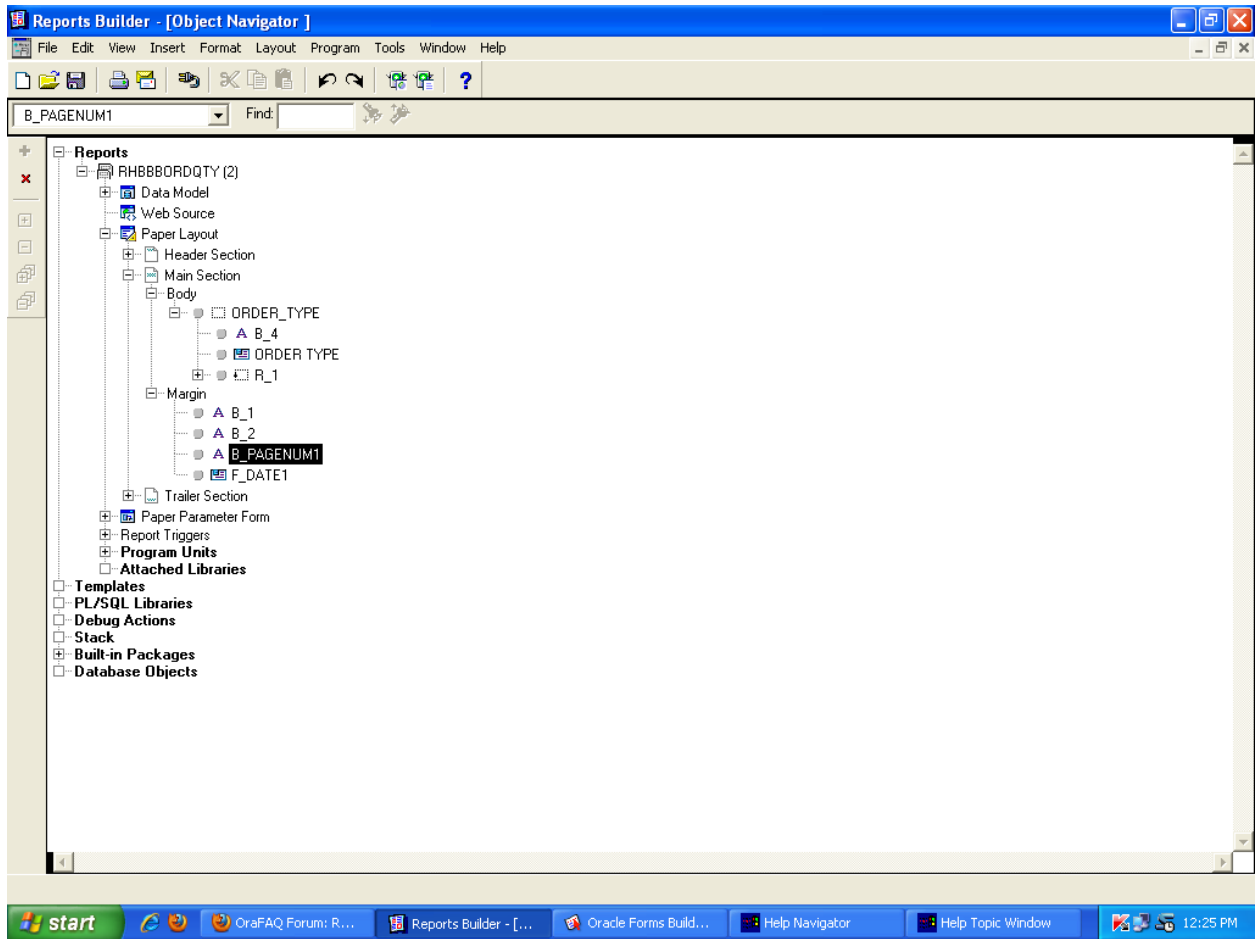 Reports Builder - [Object Navigator ]
File Edit View Insert Format Layout Program Tools Window Help
B_PAGENUM1 Find:
Reports
RHBBBORDQTY (2)
Data Model
Web Source
Paper Layout
Header Section
Main Section
Body
ORDER_TYPE
A B_4
ORDER TYPE
R_1
Margin
A B_1
A B_2
A B_PAGENUM1
F_DATE1
Trailer Section
Paper Parameter Form
Report Triggers
Program Units
Attached Libraries
Templates
PL/SQL Libraries
Debug Actions
Stack
Built-in Packages
Database Objects
start OraFAQ Forum: R... Reports Builder - [... Oracle Forms Build... Help Navigator Help Topic Window 12:25 PM